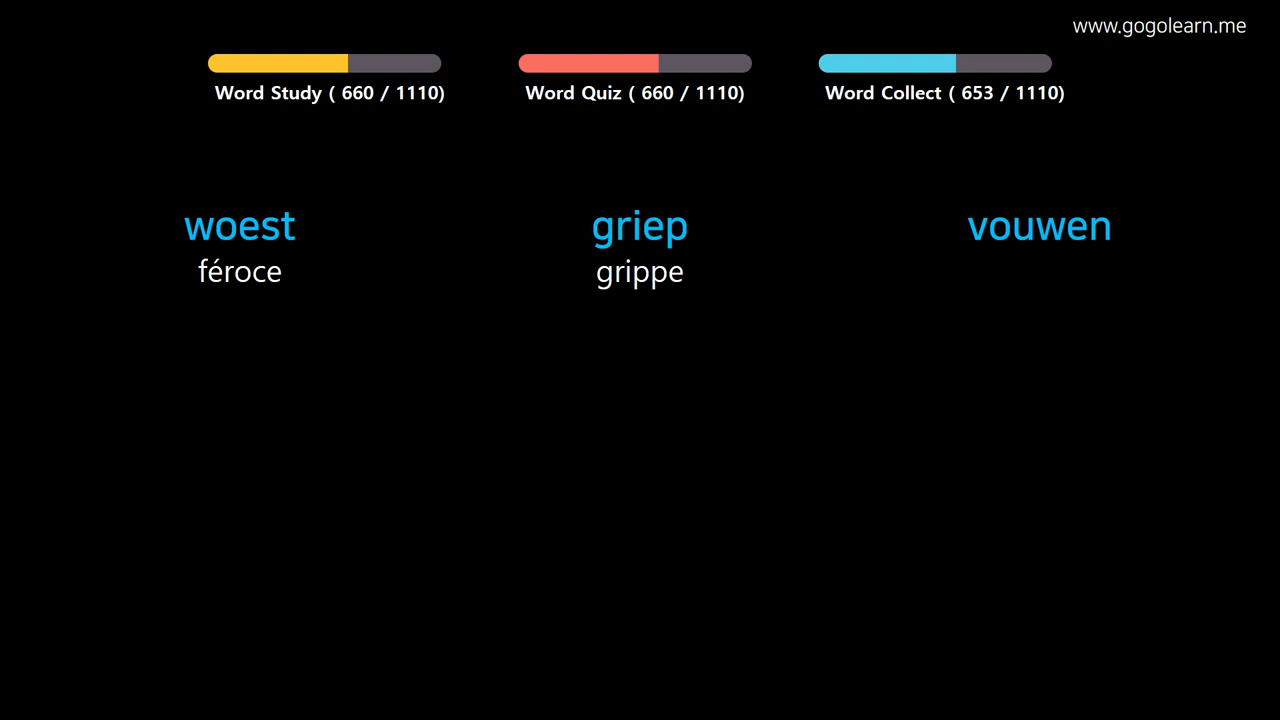 www.gogolearn.me
Word Study ( 660 / 1110)
Word Quiz ( 660 / 1110)
Word Collect ( 653 / 1110)
woest
féroce
griep
grippe
vouwen